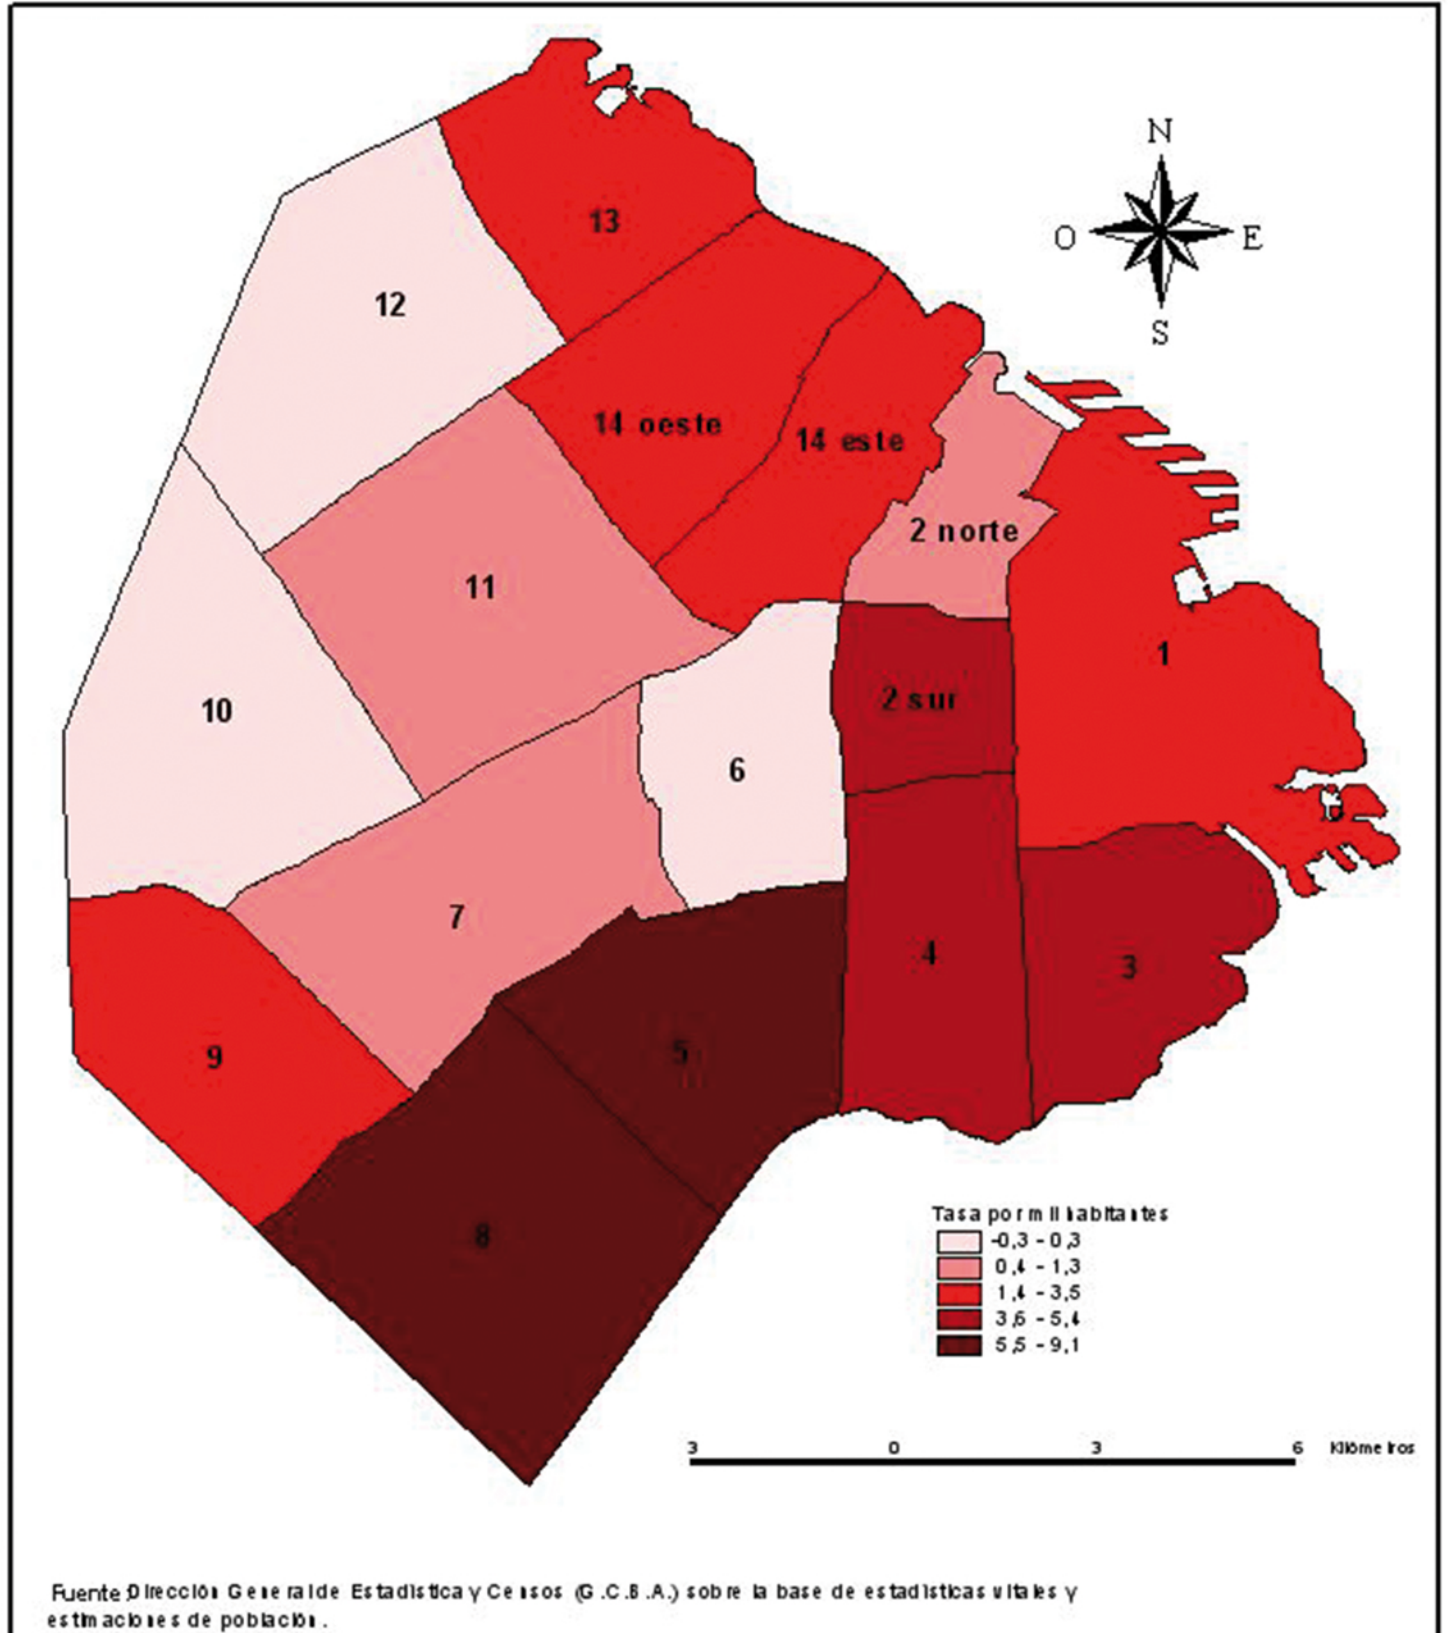 N
O E
S
13
12
14 oeste
14 este
2 norte
11
1
2 sur
10
6
7
4
3
9
5
8
Tasa por mil habitantes
-0,3 - 0,3
0,4 - 1,3
1,4 - 3,5
3,6 - 5,4
5,5 - 9,1
3 0 3 6 Kilómetros
Fuente: Dirección General de Estadística y Censos (G.C.B.A.) sobre la base de estadísticas vitales y
estimaciones de población.